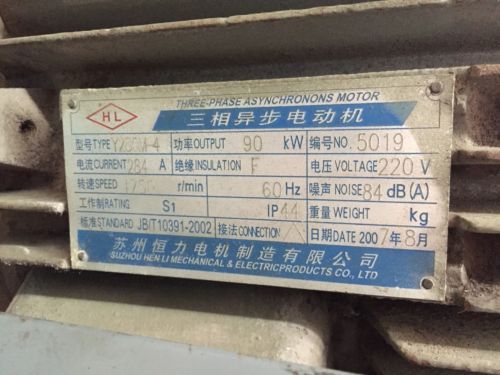 HL
THREE-PHASE ASYNCHRONONS MOTOR
三相异步电动机
型号TYPE Y280M-4 功率OUTPUT 90 kW 编号NO. 5019
电流CURRENT 284 A 绝缘INSULATION F 电压VOLTAGE 220 V
转速SPEED r/min 60 Hz 噪声NOISE 84 dB(A)
工作制RATING S1 IP 44 重量WEIGHT kg
标准STANDARD JB/T10391-2002 接法CONNECTION △ 日期DATE 2007年8月
苏州恒力电机制造有限公司
SUZHOU HEN LI MECHANICAL & ELECTRICPRODUCTS CO., LTD